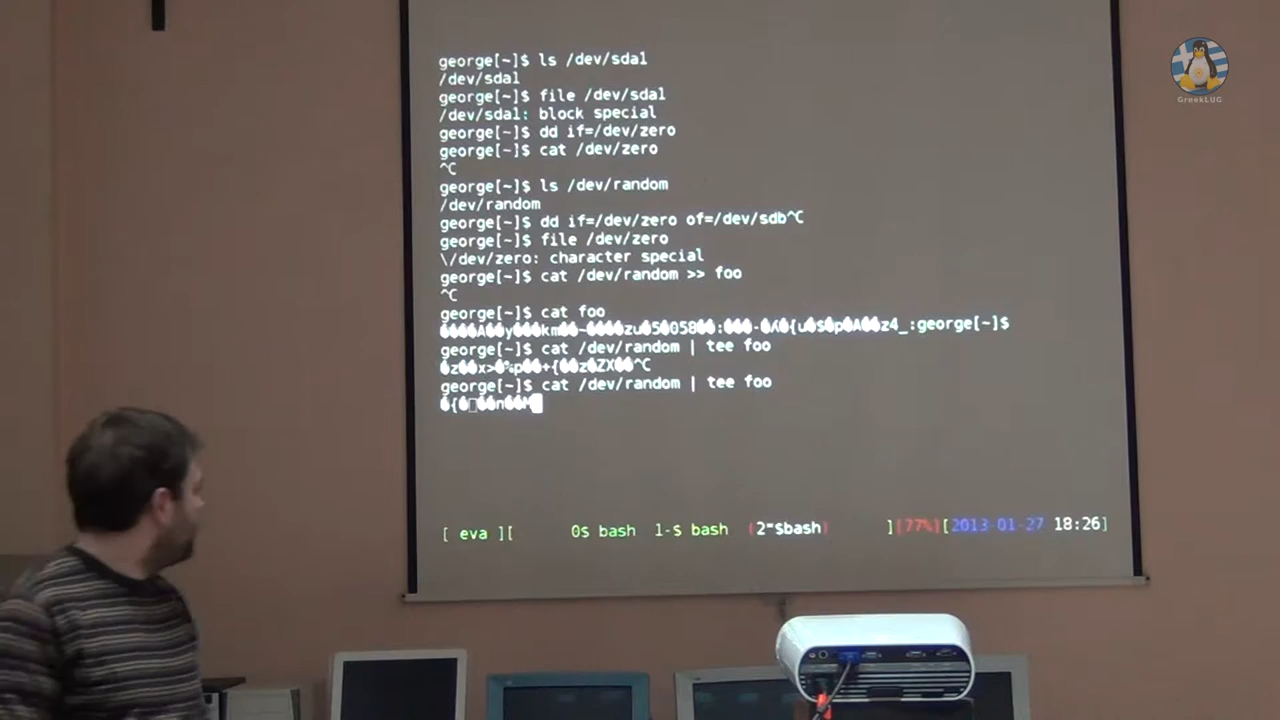 george[~]$ ls /dev/sda1
/dev/sda1
george[~]$ file /dev/sda1
/dev/sda1: block special
george[~]$ dd if=/dev/zero
george[~]$ cat /dev/zero
^C
george[~]$ ls /dev/random
/dev/random
george[~]$ dd if=/dev/zero of=/dev/sdb^C
george[~]$ file /dev/zero
\/dev/zero: character special
george[~]$ cat /dev/random >> foo
^C
george[~]$ cat foo
george[~]$
george[~]$ cat /dev/random | tee foo
^C
george[~]$ cat /dev/random | tee foo
[ eva ][ 0$ bash 1-$ bash (2*$bash) ][77%][2013-01-27 18:26]
GreekLUG